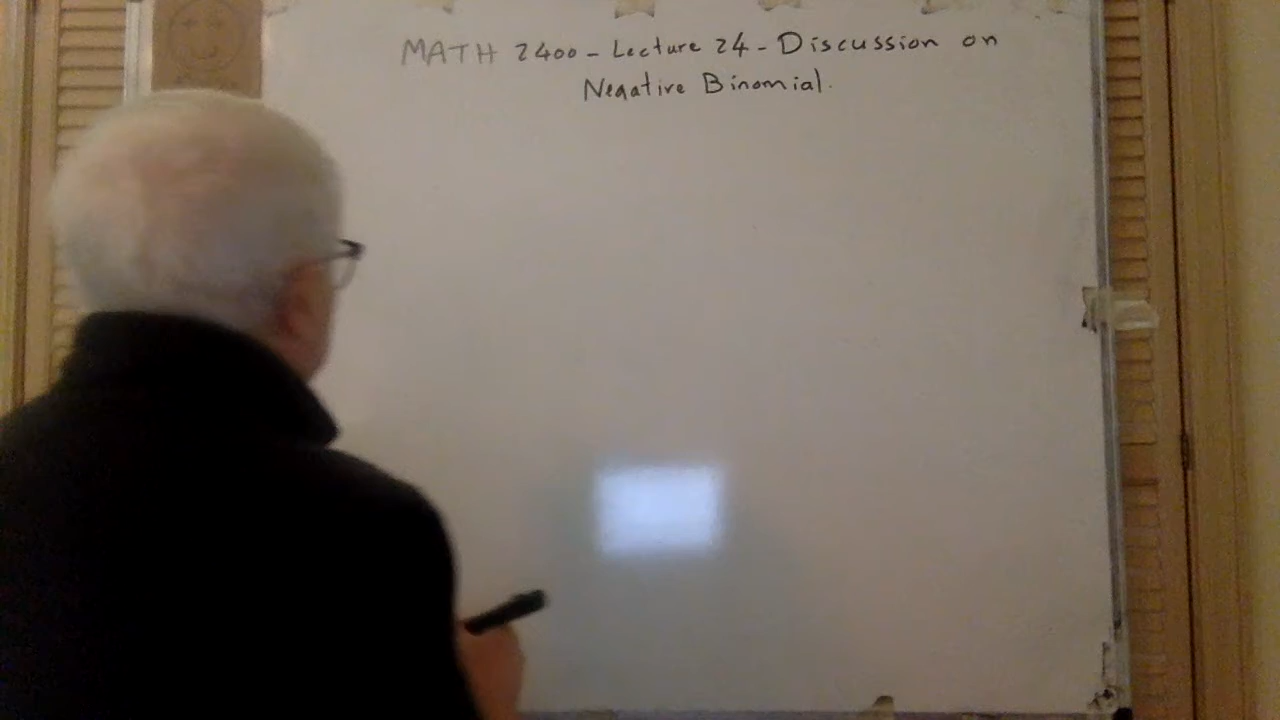 MATH 2400 - Lecture 24 - Discussion on
Negative Binomial.